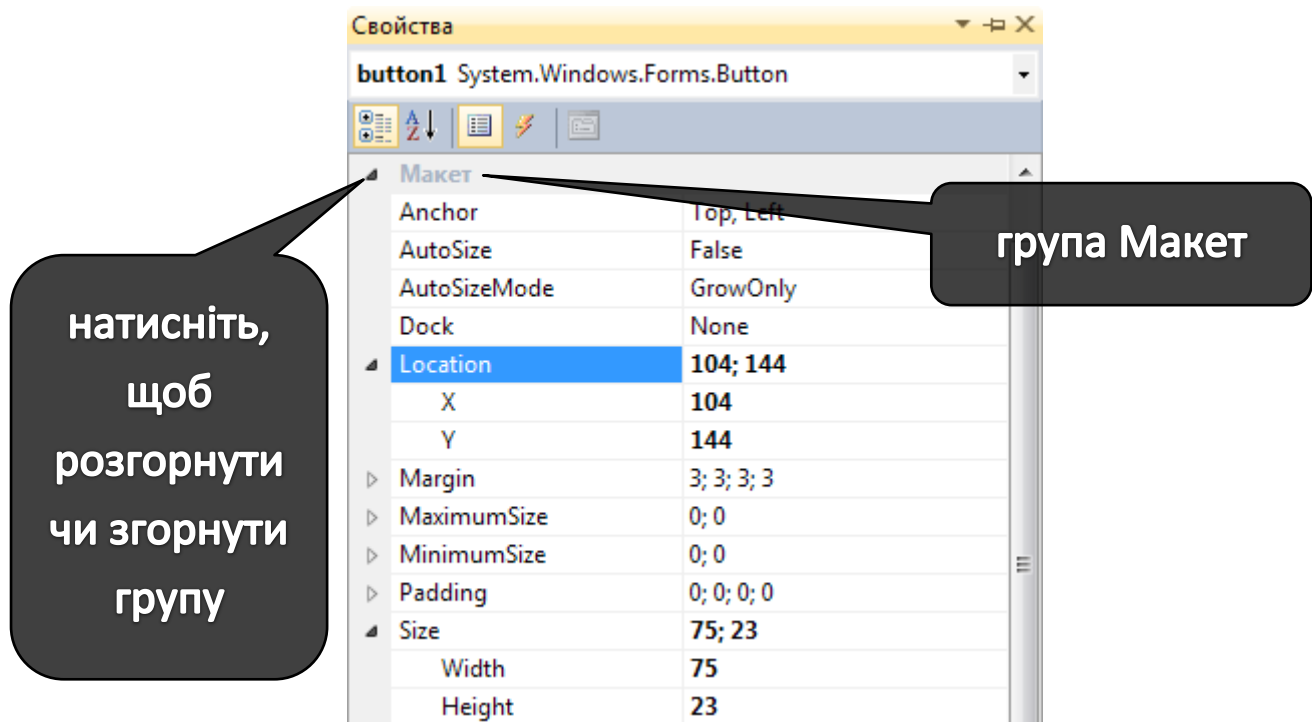 Свойства
button1 System.Windows.Forms.Button
Макет
Anchor Top, Left
AutoSize False
AutoSizeMode GrowOnly
Dock None
Location 104; 144
X 104
Y 144
Margin 3; 3; 3; 3
MaximumSize 0; 0
MinimumSize 0; 0
Padding 0; 0; 0; 0
Size 75; 23
Width 75
Height 23
група Макет
натисніть,
щоб
розгорнути
чи згорнути
групу